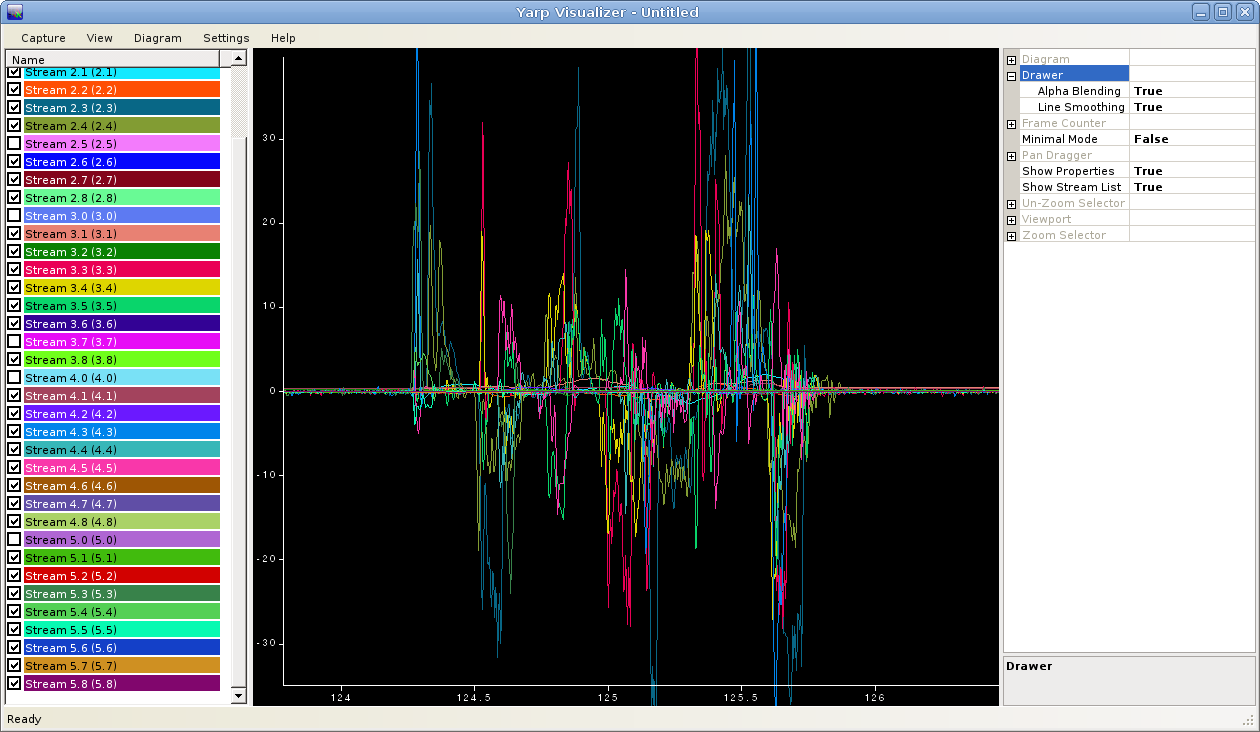 Yarp Visualizer - Untitled
Capture View Diagram Settings Help
Name
Stream 2.1 (2.1)
Stream 2.2 (2.2)
Stream 2.3 (2.3)
Stream 2.4 (2.4)
Stream 2.5 (2.5)
Stream 2.6 (2.6)
Stream 2.7 (2.7)
Stream 2.8 (2.8)
Stream 3.0 (3.0)
Stream 3.1 (3.1)
Stream 3.2 (3.2)
Stream 3.3 (3.3)
Stream 3.4 (3.4)
Stream 3.5 (3.5)
Stream 3.6 (3.6)
Stream 3.7 (3.7)
Stream 3.8 (3.8)
Stream 4.0 (4.0)
Stream 4.1 (4.1)
Stream 4.2 (4.2)
Stream 4.3 (4.3)
Stream 4.4 (4.4)
Stream 4.5 (4.5)
Stream 4.6 (4.6)
Stream 4.7 (4.7)
Stream 4.8 (4.8)
Stream 5.0 (5.0)
Stream 5.1 (5.1)
Stream 5.2 (5.2)
Stream 5.3 (5.3)
Stream 5.4 (5.4)
Stream 5.5 (5.5)
Stream 5.6 (5.6)
Stream 5.7 (5.7)
Stream 5.8 (5.8)
30
20
10
0
-10
-20
-30
124 124.5 125 125.5 126
Diagram
Drawer
Alpha Blending True
Line Smoothing True
Frame Counter
Minimal Mode False
Pan Dragger
Show Properties True
Show Stream List True
Un-Zoom Selector
Viewport
Zoom Selector
Drawer
Ready